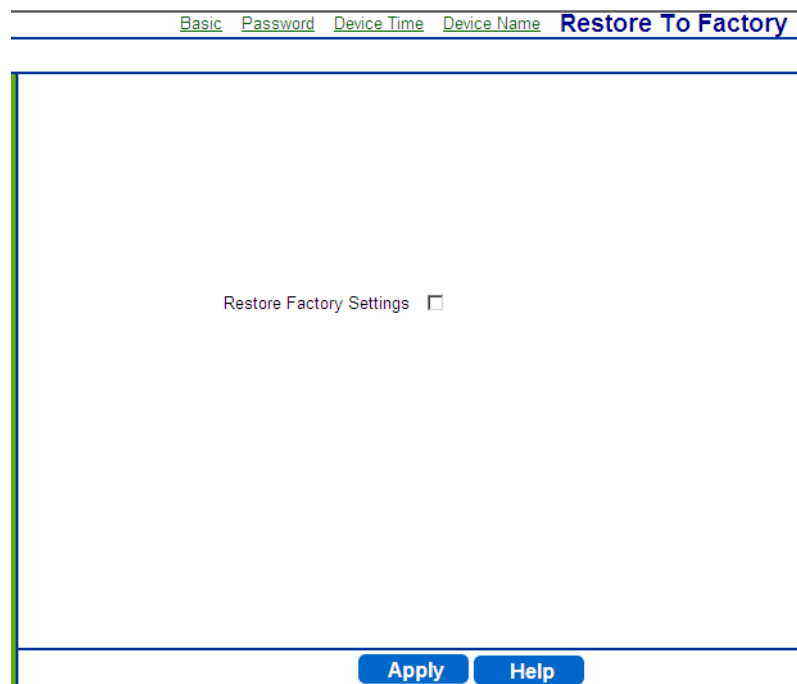 Basic Password Device Time Device Name Restore To Factory
Restore Factory Settings
Apply Help